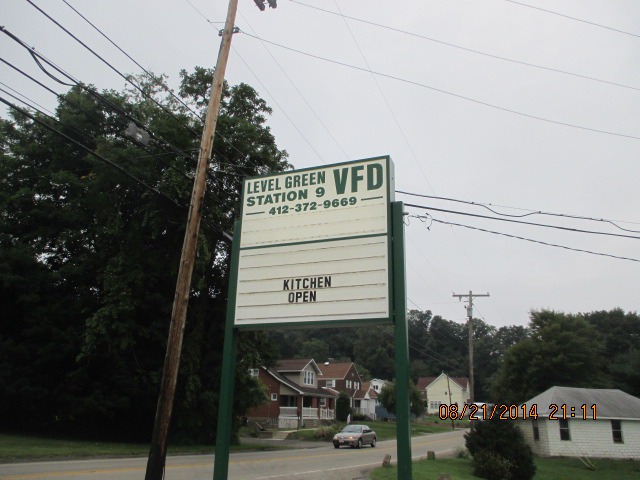 LEVEL GREEN VFD
STATION 9
412-372-9669
KITCHEN
OPEN
08/21/2014 21:11